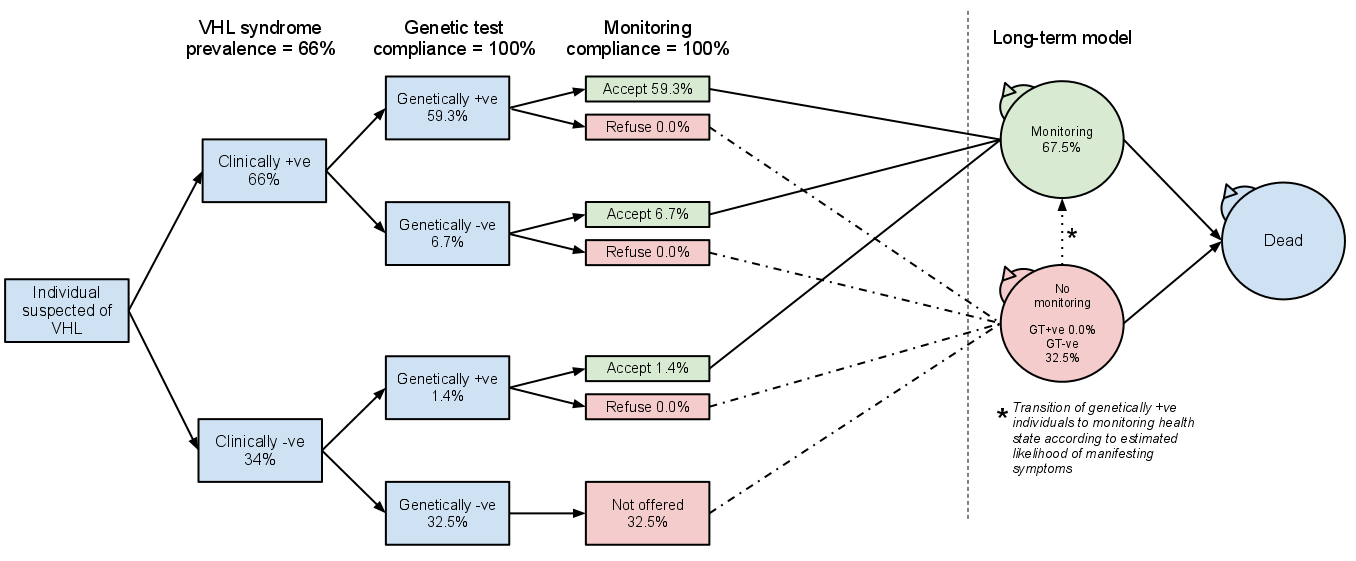 VHL syndrome
prevalence = 66%
Genetic test
compliance = 100%
Monitoring
compliance = 100%
Long-term model
Individual
suspected of
VHL
Clinically +ve
66%
Clinically -ve
34%
Genetically +ve
59.3%
Genetically -ve
6.7%
Genetically +ve
1.4%
Genetically -ve
32.5%
Accept 59.3%
Refuse 0.0%
Accept 6.7%
Refuse 0.0%
Accept 1.4%
Refuse 0.0%
Not offered
32.5%
Monitoring
67.5%
*
No
monitoring
GT+ve 0.0%
GT-ve
32.5%
Dead
* Transition of genetically +ve
individuals to monitoring health
state according to estimated
likelihood of manifesting
symptoms